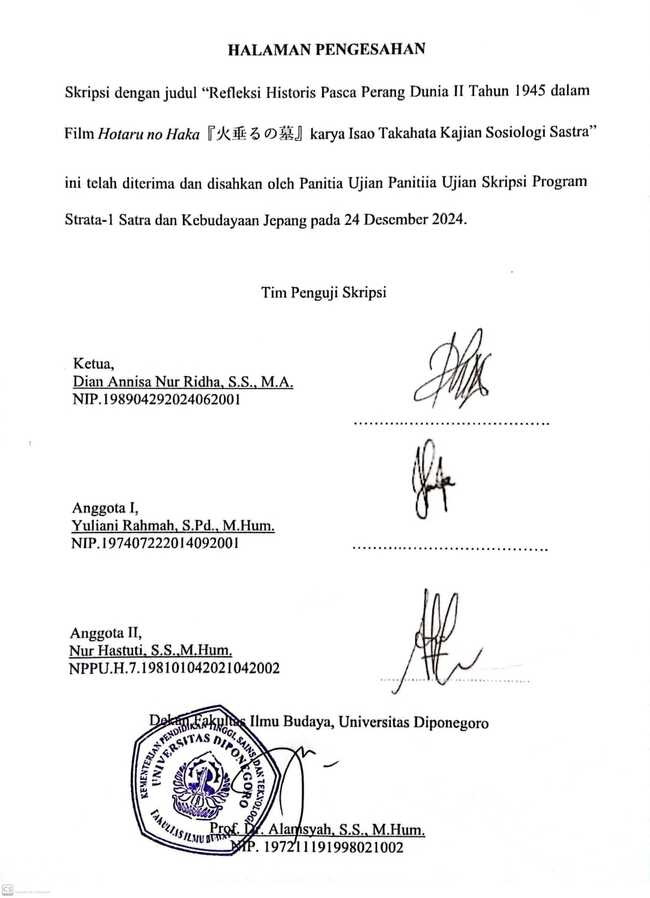 HALAMAN PENGESAHAN
Skripsi dengan judul “Refleksi Historis Pasca Perang Dunia II Tahun 1945 dalam
Film Hotaru no Haka『火垂るの墓』karya Isao Takahata Kajian Sosiologi Sastra”
ini telah diterima dan disahkan oleh Panitia Ujian Panitiia Ujian Skripsi Program
Strata-1 Satra dan Kebudayaan Jepang pada 24 Desember 2024.
Tim Penguji Skripsi
Ketua,
Dian Annisa Nur Ridha, S.S., M.A.
NIP.198904292024062001
Anggota I,
Yuliani Rahmah, S.Pd., M.Hum.
NIP.197407222014092001
Anggota II,
Nur Hastuti, S.S.,M.Hum.
NPPU.H.7.198101042021042002
Dekan Fakultas Ilmu Budaya, Universitas Diponegoro
KEMENTERIAN PENDIDIKAN TINGGI, SAINS DAN TEKNOLOGI
UNIVERSITAS DIPONEGORO
FAKULTAS ILMU BUDAYA
Prof. Dr. Alamsyah, S.S., M.Hum.
NIP. 197211191998021002
CS